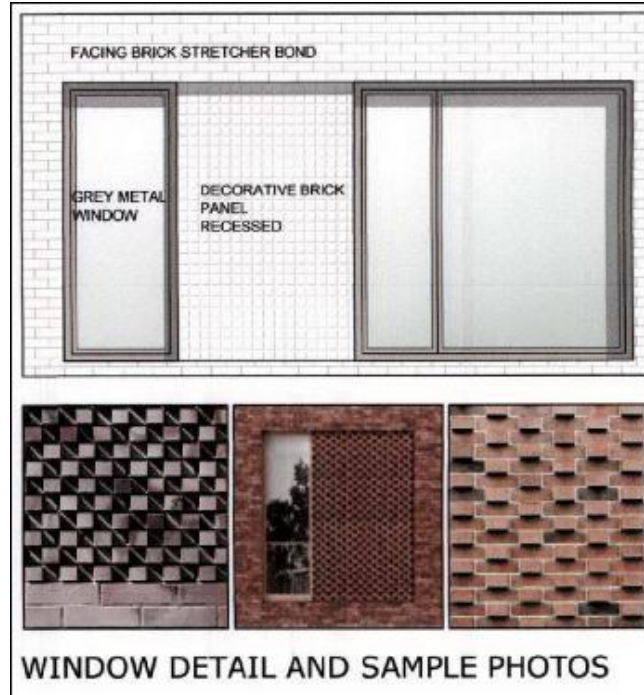 FACING BRICK STRETCHER BOND
GREY METAL
WINDOW
DECORATIVE BRICK
PANEL
RECESSED
WINDOW DETAIL AND SAMPLE PHOTOS